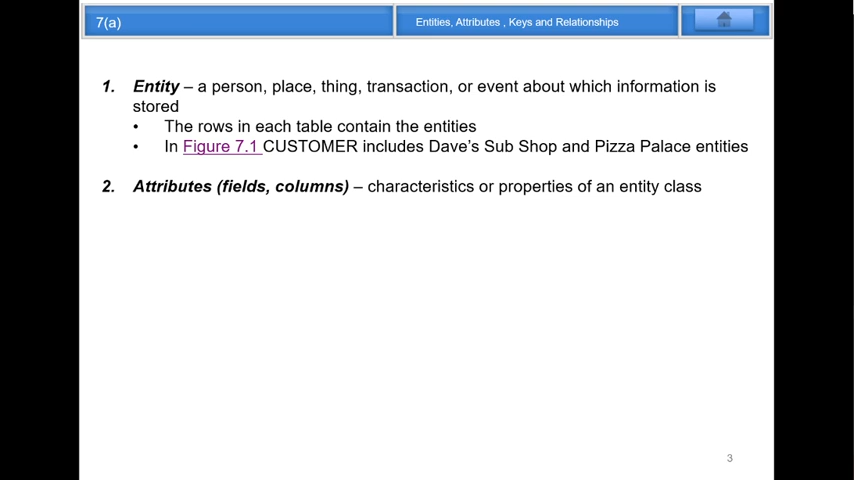 7(a)
Entities, Attributes , Keys and Relationships
1. Entity – a person, place, thing, transaction, or event about which information is
stored
• The rows in each table contain the entities
• In Figure 7.1 CUSTOMER includes Dave’s Sub Shop and Pizza Palace entities
2. Attributes (fields, columns) – characteristics or properties of an entity class
3